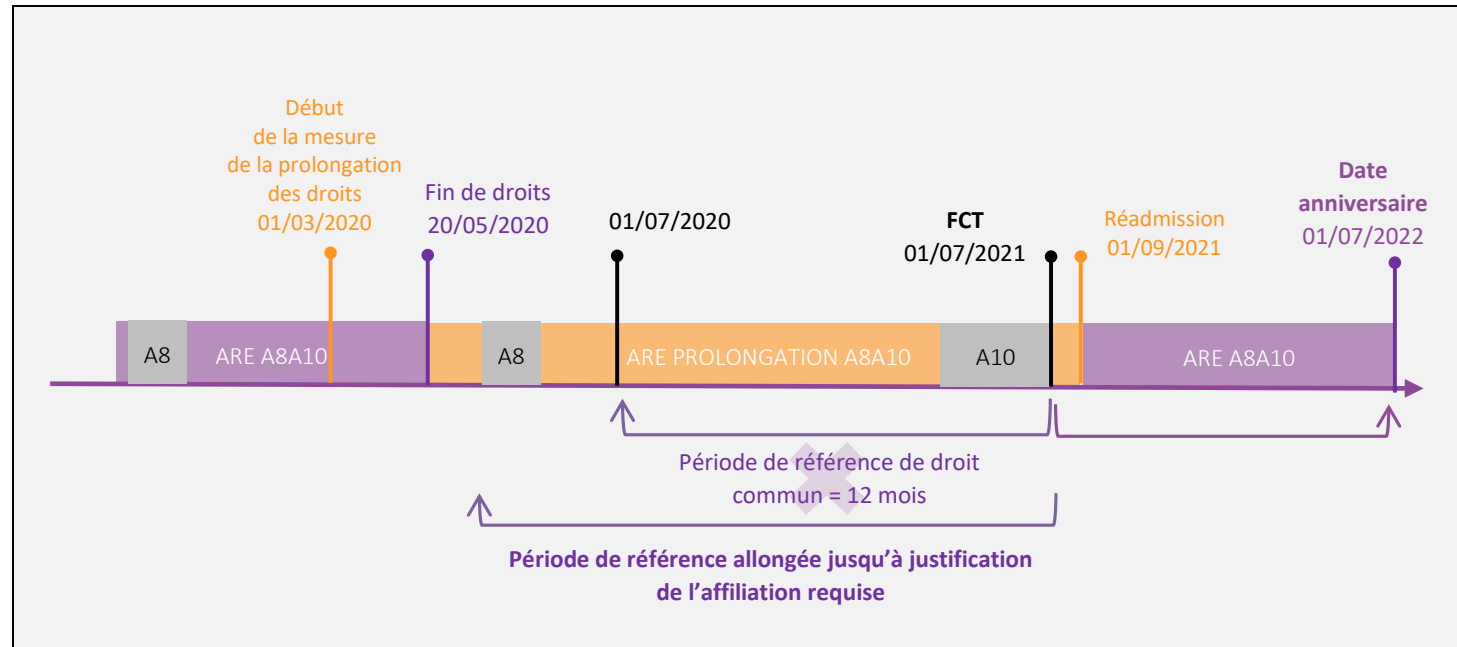 Début
de la mesure
de la prolongation
des droits
01/03/2020
Fin de droits
20/05/2020
01/07/2020
FCT
01/07/2021
Réadmission
01/09/2021
Date
anniversaire
01/07/2022
A8
ARE A8A10
A8
ARE PROLONGATION A8A10
A10
ARE A8A10
Période de référence de droit
commun = 12 mois
Période de référence allongée jusqu’à justification
de l’affiliation requise